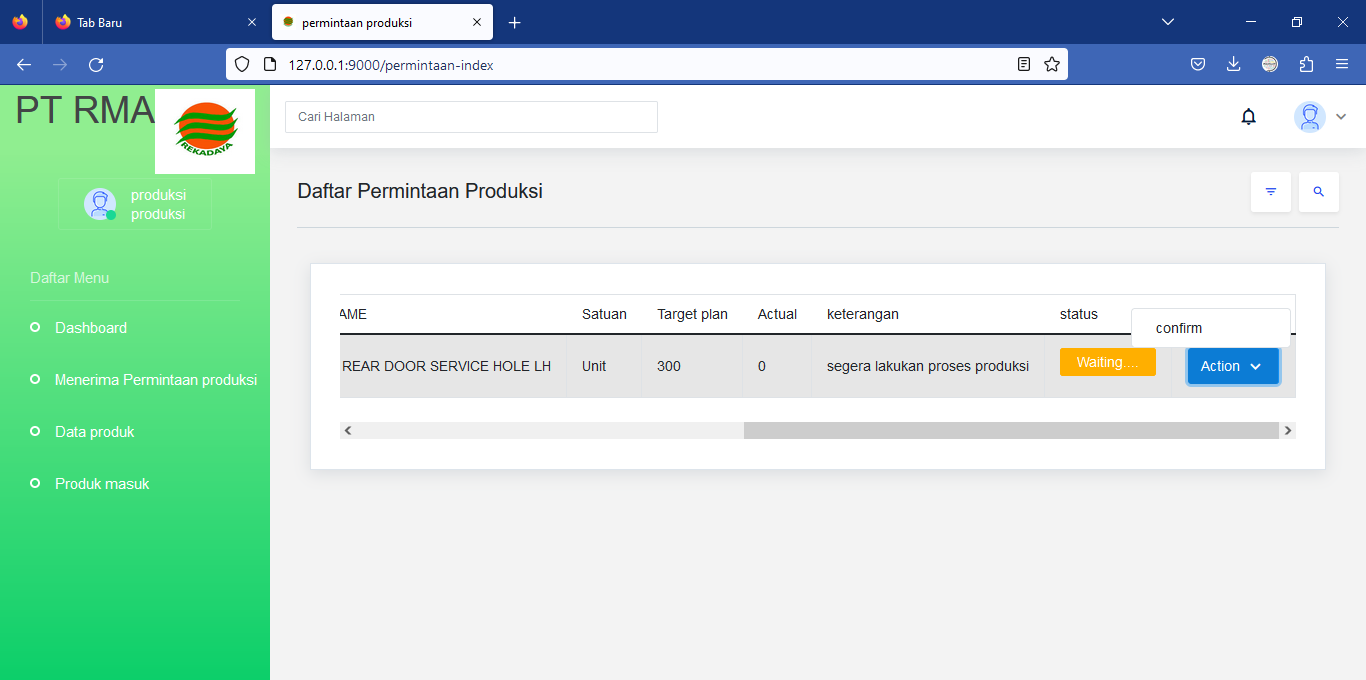 Tab Baru
permintaan produksi
127.0.0.1:9000/permintaan-index
PT RMA
REKADAYA
Cari Halaman
produksi
produksi
Daftar Menu
Dashboard
Menerima Permintaan produksi
Data produk
Produk masuk
Daftar Permintaan Produksi
AME Satuan Target plan Actual keterangan status
confirm
REAR DOOR SERVICE HOLE LH Unit 300 0 segera lakukan proses produksi Waiting.... Action